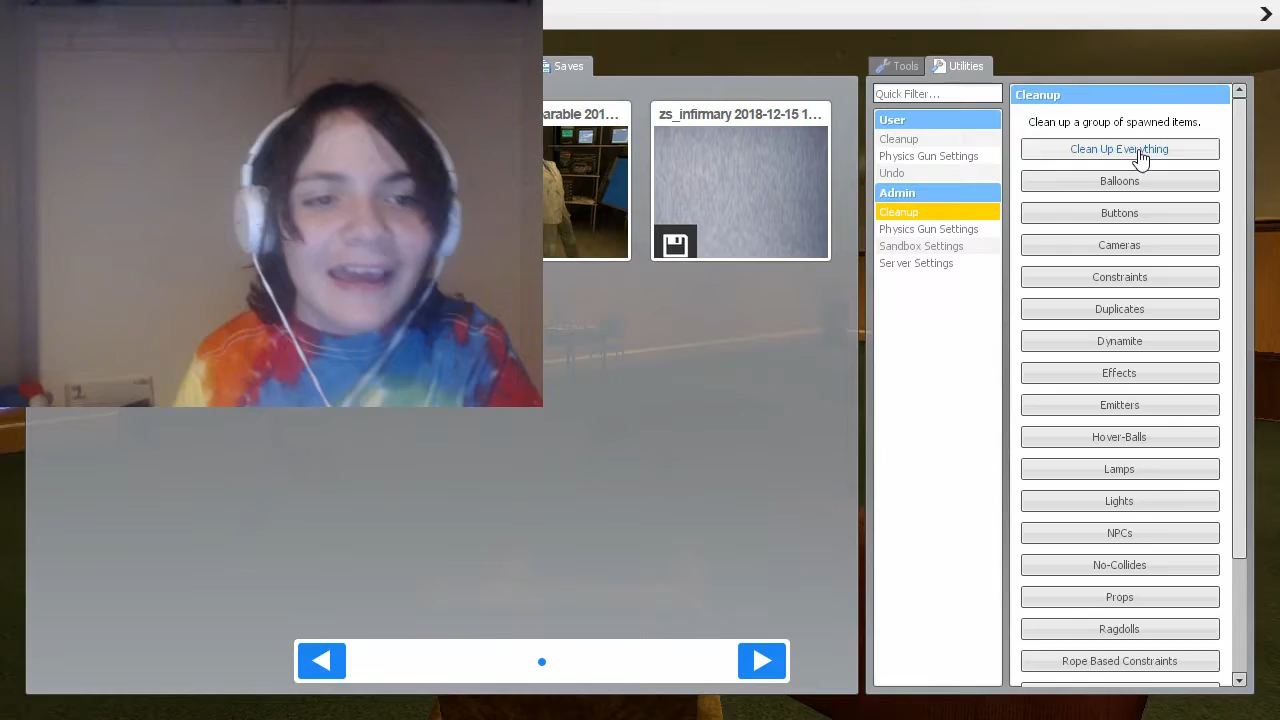 Saves
Tools
Utilities
arable 201...
zs_infirmary 2018-12-15 1...
Quick Filter...
User
Cleanup
Physics Gun Settings
Undo
Admin
Cleanup
Physics Gun Settings
Sandbox Settings
Server Settings
Cleanup
Clean up a group of spawned items.
Clean Up Everything
Balloons
Buttons
Cameras
Constraints
Duplicates
Dynamite
Effects
Emitters
Hover-Balls
Lamps
Lights
NPCs
No-Collides
Props
Ragdolls
Rope Based Constraints